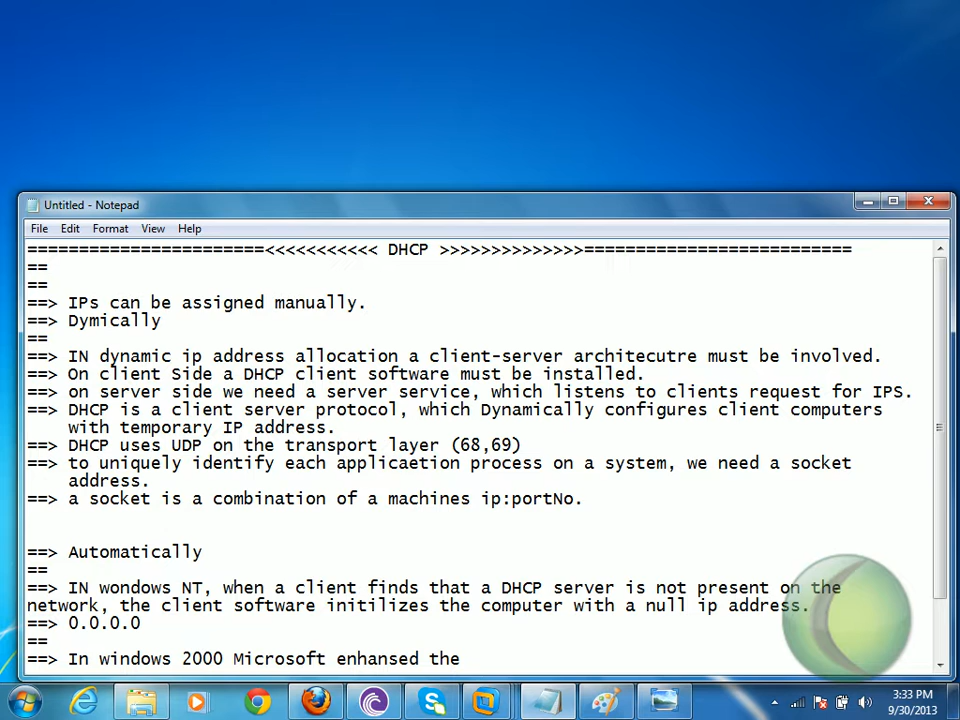 Untitled - Notepad
File Edit Format View Help
=======================<<<<<<<<<<< DHCP >>>>>>>>>>>>>>==========================
==
==
==> IPs can be assigned manually.
==> Dymically
==
==> IN dynamic ip address allocation a client-server architecutre must be involved.
==> On client Side a DHCP client software must be installed.
==> on server side we need a server service, which listens to clients request for IPS.
==> DHCP is a client server protocol, which Dynamically configures client computers
with temporary IP address.
==> DHCP uses UDP on the transport layer (68,69)
==> to uniquely identify each applicaetion process on a system, we need a socket
address.
==> a socket is a combination of a machines ip:portNo.
==> Automatically
==
==> IN wondows NT, when a client finds that a DHCP server is not present on the
network, the client software initilizes the computer with a null ip address.
==> 0.0.0.0
==
==> In windows 2000 Microsoft enhansed the
3:33 PM
9/30/2013